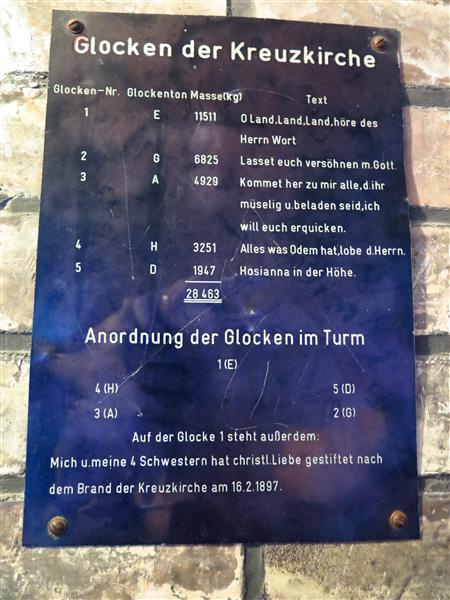 Glocken der Kreuzkirche
Glocken-Nr. Glockenton Masse(kg) Text
1 E 11511 O Land,Land,Land,höre des
Herrn Wort
2 G 6825 Lasset euch versöhnen m.Gott.
3 A 4929 Kommet her zu mir alle,d.ihr
müselig u.beladen seid,ich
will euch erquicken.
4 H 3251 Alles was Odem hat,lobe d.Herrn.
5 D 1947 Hosianna in der Höhe.
28 463
Anordnung der Glocken im Turm
1 (E)
4 (H) 5 (D)
3 (A) 2 (G)
Auf der Glocke 1 steht außerdem:
Mich u.meine 4 Schwestern hat christl.Liebe gestiftet nach
dem Brand der Kreuzkirche am 16.2.1897.